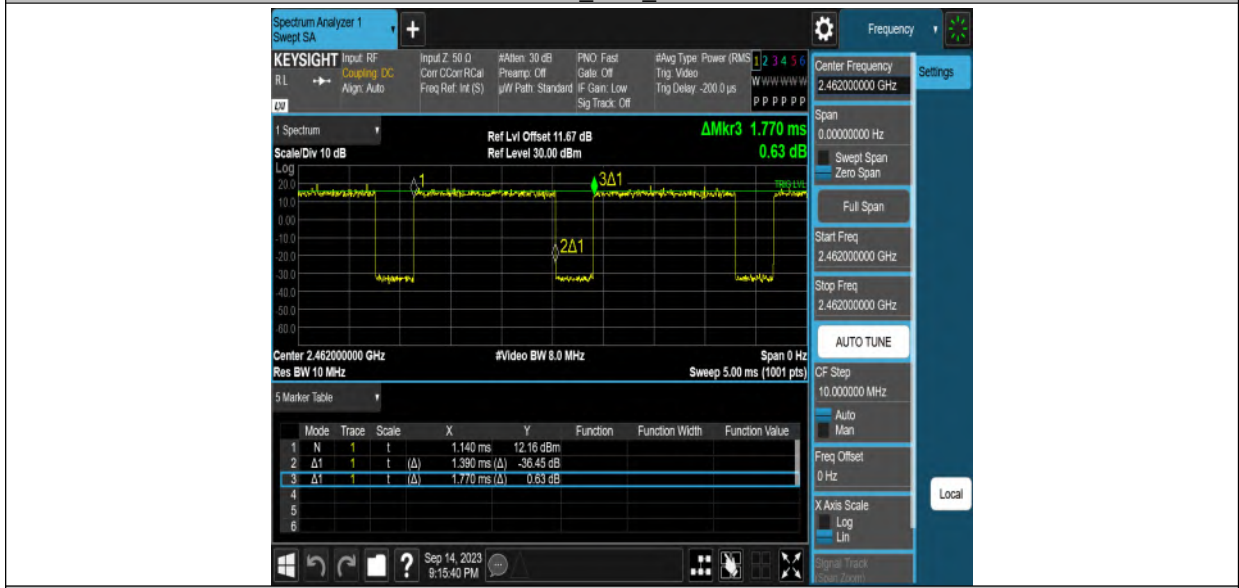 Spectrum Analyzer 1
Swept SA
+
Frequency
KEYSIGHT Input: RF Input Z: 50 Ω #Atten: 30 dB PNO: Fast #Avg Type: Power (RMS 1 2 3 4 5 6
RL Coupling: DC Corr CCorr RCal Preamp: Off Gate: Off Trig: Video W W W W W W
Align: Auto Freq Ref: Int (S) µW Path: Standard IF Gain: Low Trig Delay: -200.0 µs
Sig Track: Off P P P P P P
1 Spectrum
Ref Lvl Offset 11.67 dB
ΔMkr3 1.770 ms
Scale/Div 10 dB
Ref Level 30.00 dBm
0.63 dB
Log
20.0
10.0
0.00
-10.0
-20.0
-30.0
-40.0
-50.0
-60.0
1
3Δ1
TRIG LVL
2Δ1
Center 2.462000000 GHz #Video BW 8.0 MHz Span 0 Hz
Res BW 10 MHz Sweep 5.00 ms (1001 pts)
5 Marker Table
Mode Trace Scale X Y Function Function Width Function Value
1 N 1 t 1.140 ms 12.16 dBm
2 Δ1 1 t (Δ) 1.390 ms (Δ) -36.45 dB
3 Δ1 1 t (Δ) 1.770 ms (Δ) 0.63 dB
4
5
6
? Sep 14, 2023
9:15:40 PM
Center Frequency
2.462000000 GHz
Settings
Span
0.00000000 Hz
Swept Span
Zero Span
Full Span
Start Freq
2.462000000 GHz
Stop Freq
2.462000000 GHz
AUTO TUNE
CF Step
10.000000 MHz
Auto
Man
Freq Offset
0 Hz
Local
X Axis Scale
Log
Lin
Signal Track
(Span Zoom)